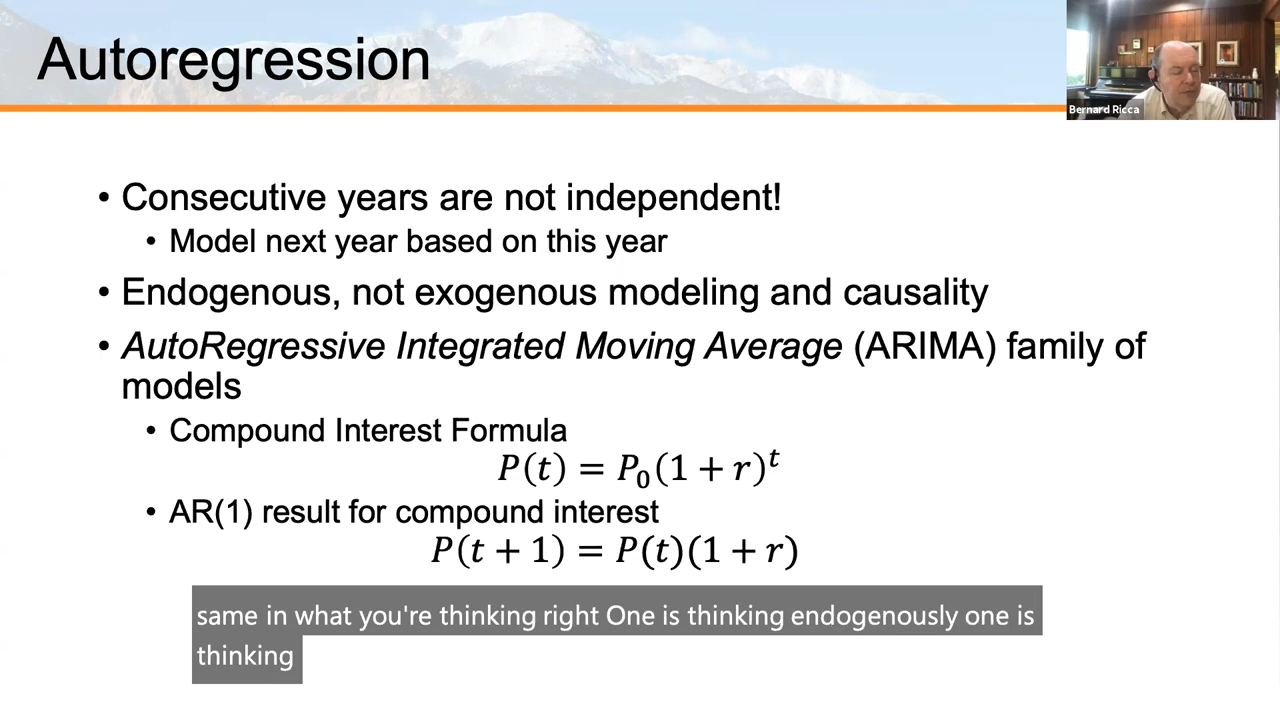 Autoregression
Bernard Ricca
• Consecutive years are not independent!
• Model next year based on this year
• Endogenous, not exogenous modeling and causality
• AutoRegressive Integrated Moving Average (ARIMA) family of
models
• Compound Interest Formula
P(t) = P₀(1 + r)ᵗ
• AR(1) result for compound interest
P(t + 1) = P(t)(1 + r)
same in what you're thinking right One is thinking endogenously one is
thinking